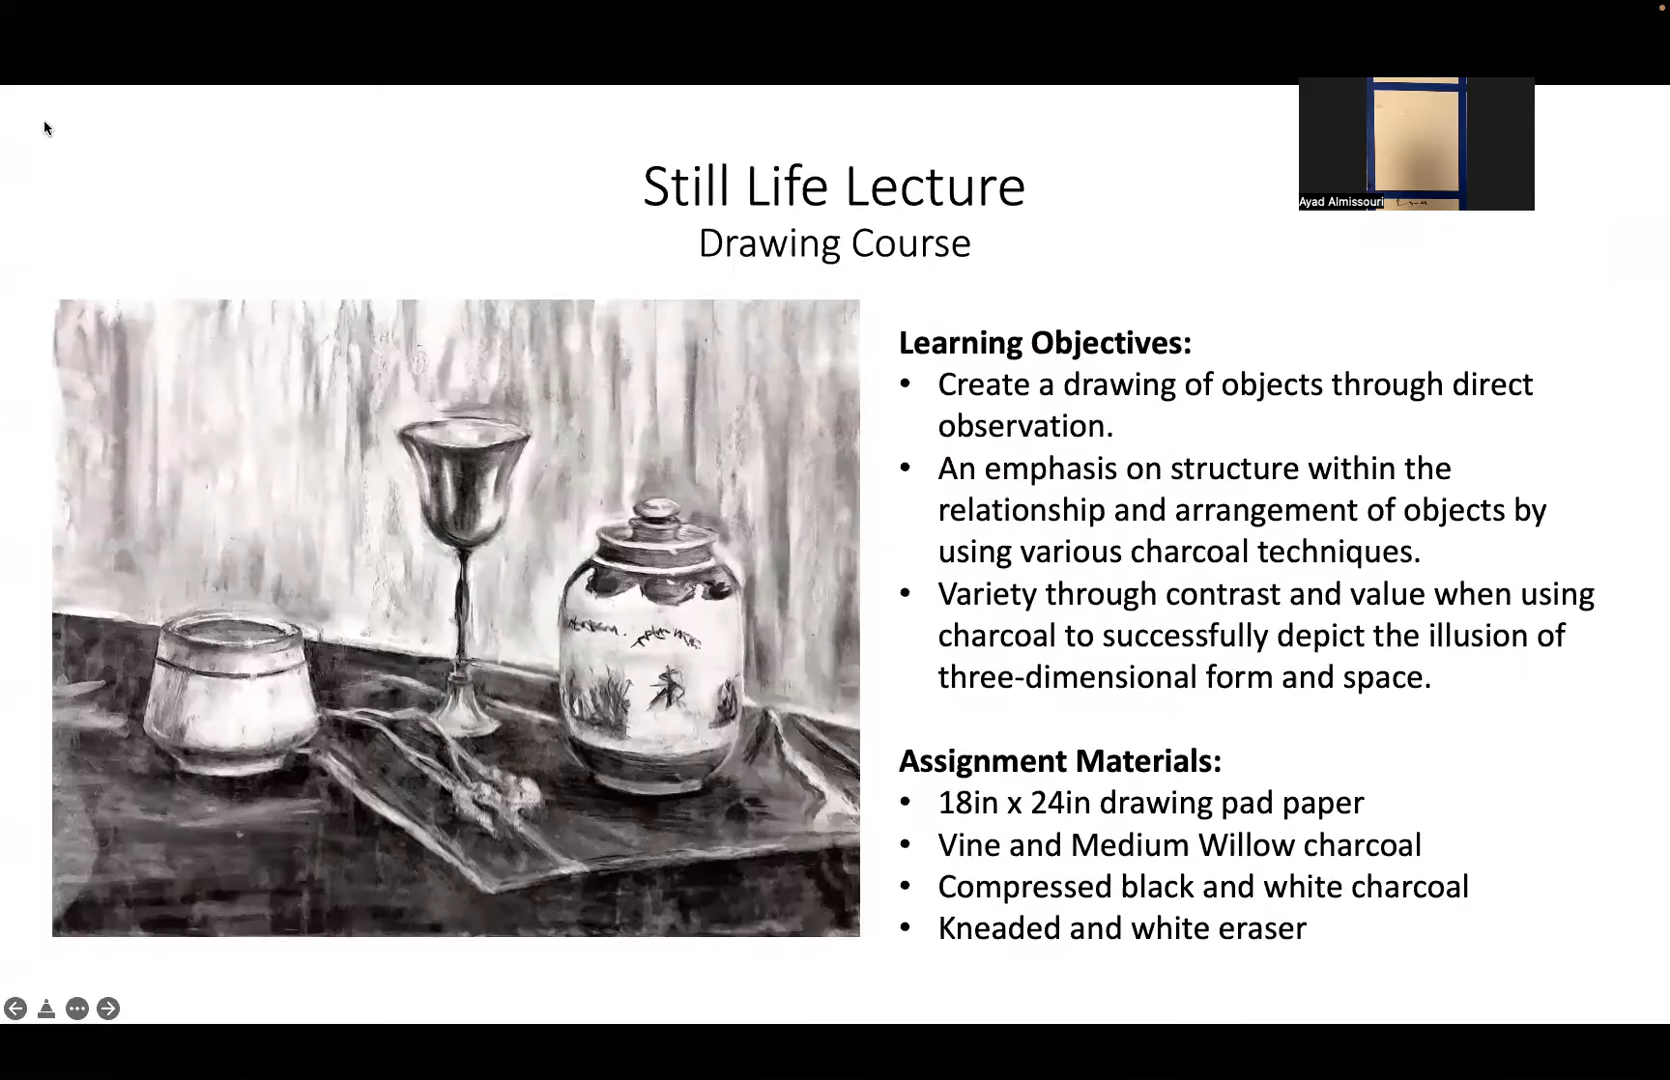 Ayad Almissouri
Still Life Lecture
Drawing Course
Learning Objectives:
• Create a drawing of objects through direct
observation.
• An emphasis on structure within the
relationship and arrangement of objects by
using various charcoal techniques.
• Variety through contrast and value when using
charcoal to successfully depict the illusion of
three-dimensional form and space.
Assignment Materials:
• 18in x 24in drawing pad paper
• Vine and Medium Willow charcoal
• Compressed black and white charcoal
• Kneaded and white eraser